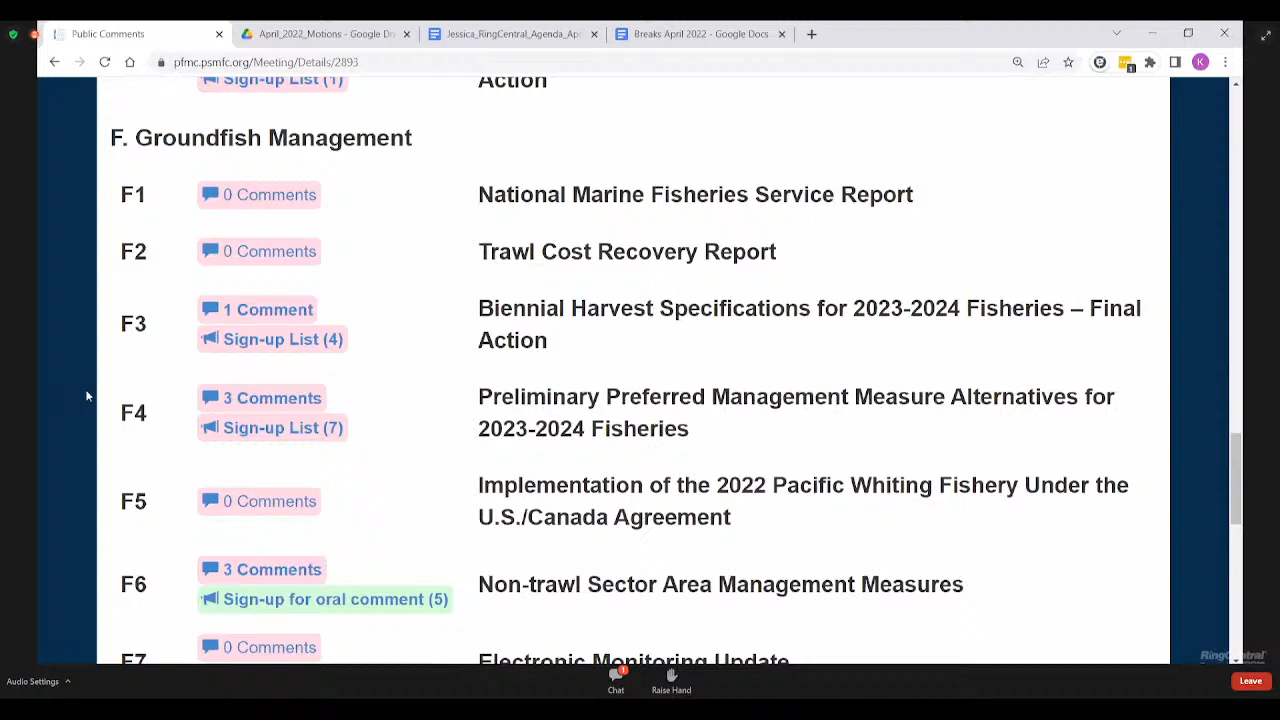 Public Comments
April_2022_Motions - Google Dr
Jessica_RingCentral_Agenda_Apr
Breaks April 2022 - Google Docs
pfmc.psmfc.org/Meeting/Details/2893
K
1
Sign-up List (1)
Action
F. Groundfish Management
F1
0 Comments
National Marine Fisheries Service Report
F2
0 Comments
Trawl Cost Recovery Report
F3
1 Comment
Sign-up List (4)
Biennial Harvest Specifications for 2023-2024 Fisheries – Final
Action
F4
3 Comments
Sign-up List (7)
Preliminary Preferred Management Measure Alternatives for
2023-2024 Fisheries
F5
0 Comments
Implementation of the 2022 Pacific Whiting Fishery Under the
U.S./Canada Agreement
F6
3 Comments
Sign-up for oral comment (5)
Non-trawl Sector Area Management Measures
F7
0 Comments
Electronic Monitoring Update
RingCentral
Audio Settings
1
Chat
Raise Hand
Leave